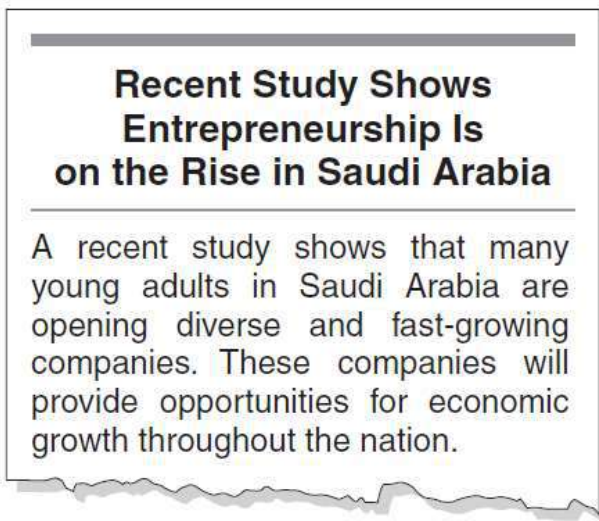 Recent Study Shows
Entrepreneurship Is
on the Rise in Saudi Arabia
A recent study shows that many
young adults in Saudi Arabia are
opening diverse and fast-growing
companies. These companies will
provide opportunities for economic
growth throughout the nation.